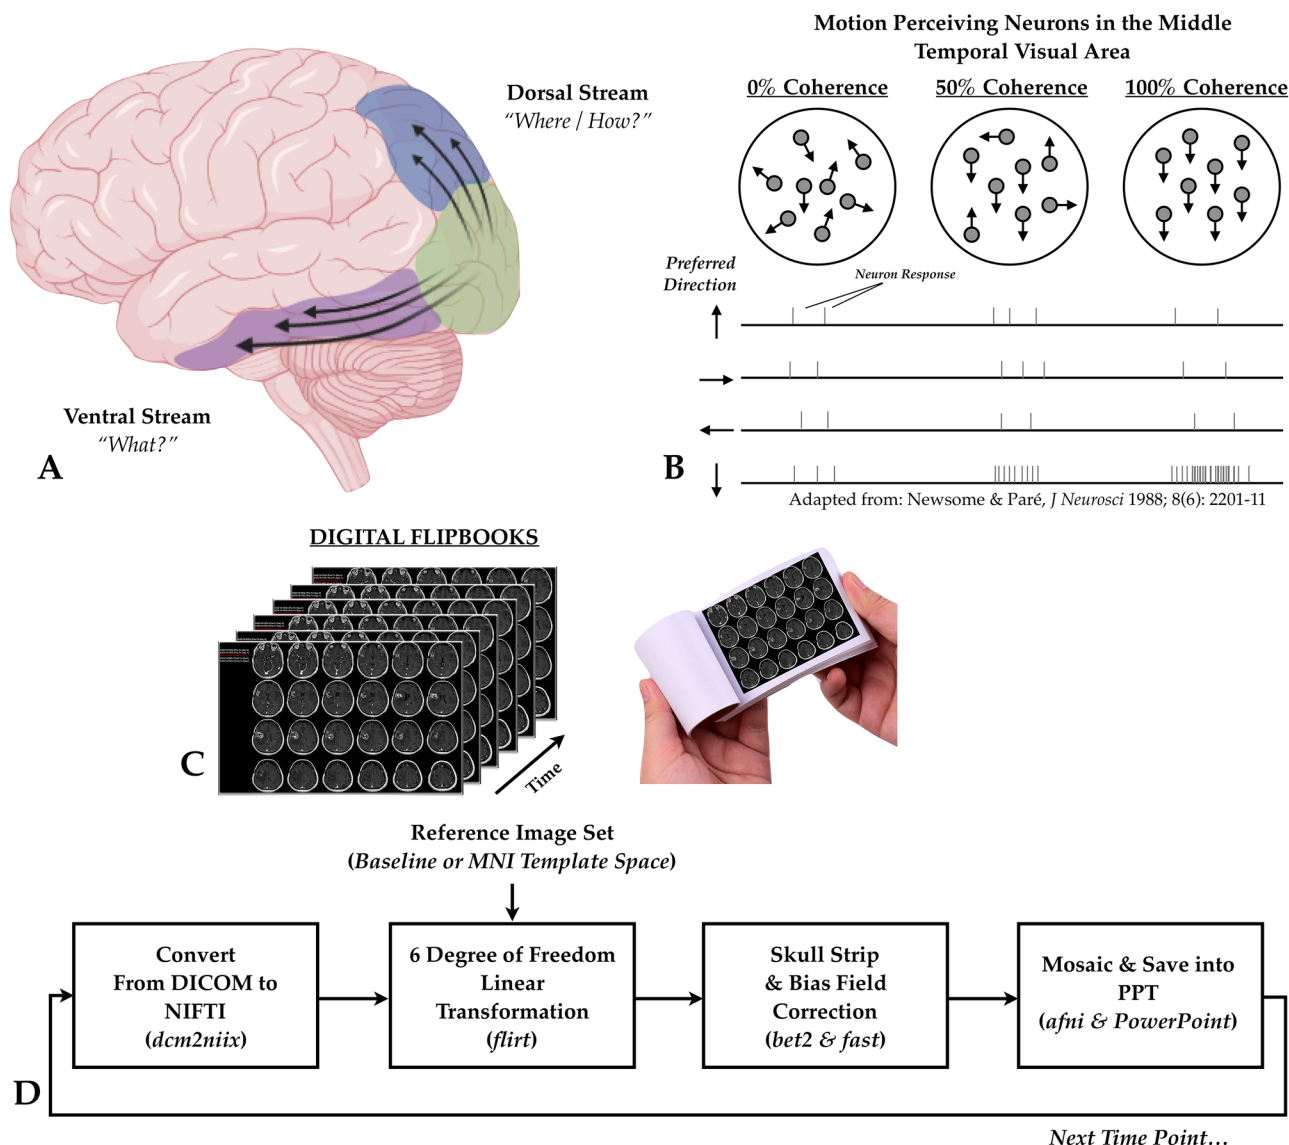 Motion Perceiving Neurons in the Middle
Temporal Visual Area
0% Coherence
50% Coherence
100% Coherence
Dorsal Stream
"Where / How?"
Preferred
Direction
Neuron Response
Ventral Stream
"What?"
A
B
Adapted from: Newsome & Paré, J Neurosci 1988; 8(6): 2201-11
DIGITAL FLIPBOOKS
C
Time
Reference Image Set
(Baseline or MNI Template Space)
Convert
From DICOM to
NIFTI
(dcm2niix)
6 Degree of Freedom
Linear
Transformation
(flirt)
Skull Strip
& Bias Field
Correction
(bet2 & fast)
Mosaic & Save into
PPT
(afni & PowerPoint)
D
Next Time Point...